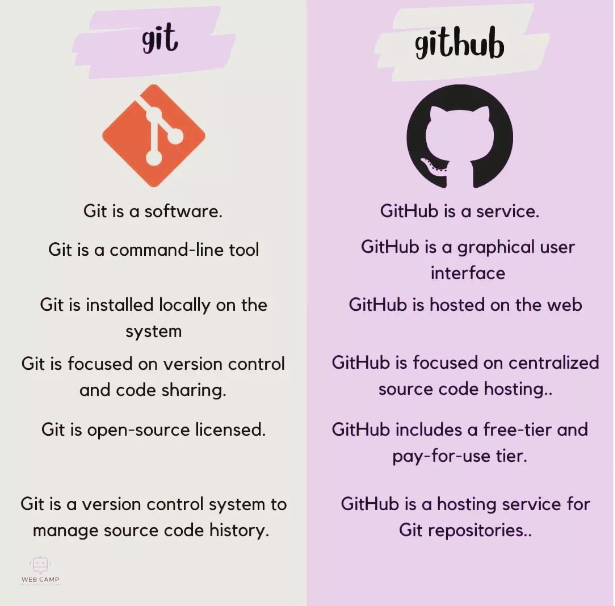 git
Git is a software.
Git is a command-line tool
Git is installed locally on the
system
Git is focused on version control
and code sharing.
Git is open-source licensed.
Git is a version control system to
manage source code history.
WEB CAMP
github
GitHub is a service.
GitHub is a graphical user
interface
GitHub is hosted on the web
GitHub is focused on centralized
source code hosting..
GitHub includes a free-tier and
pay-for-use tier.
GitHub is a hosting service for
Git repositories..